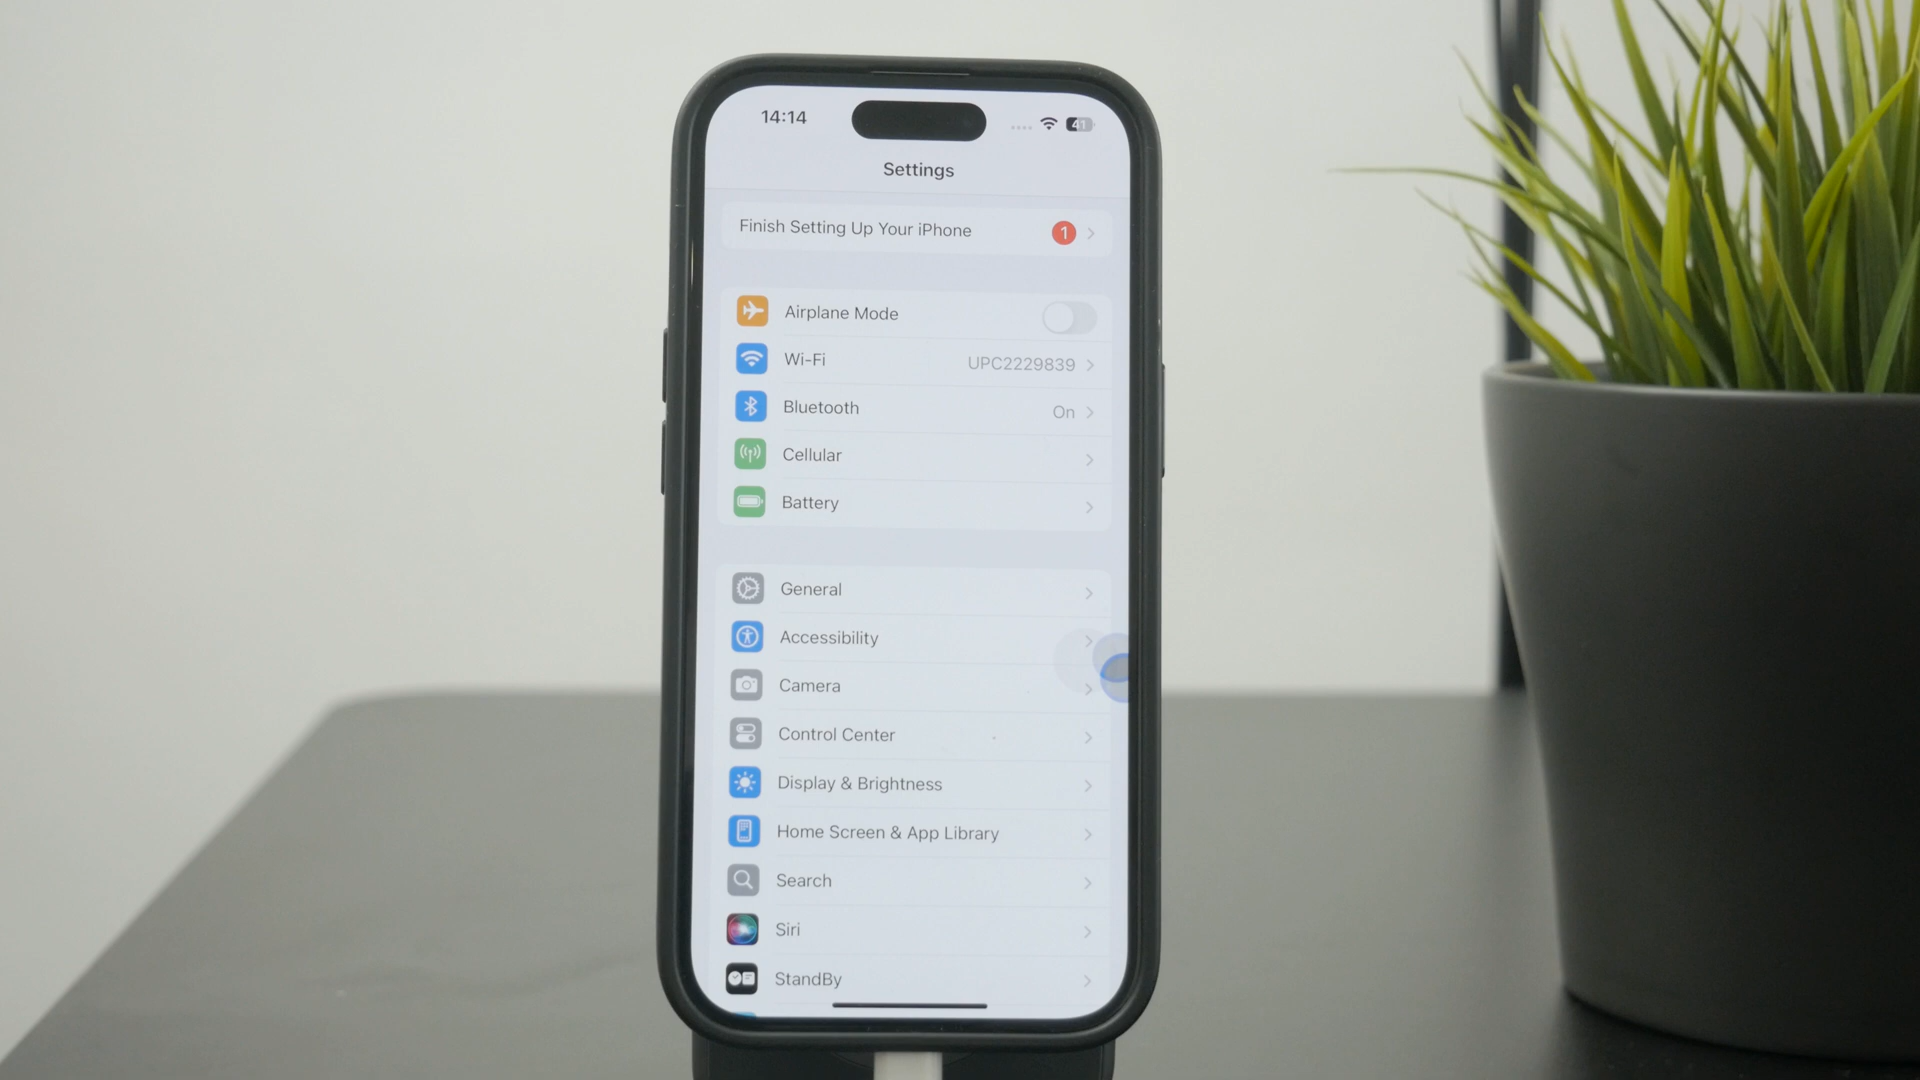 14:14
41
Settings
Finish Setting Up Your iPhone 1
Airplane Mode
Wi-Fi UPC2229839
Bluetooth On
Cellular
Battery
General
Accessibility
Camera
Control Center
Display & Brightness
Home Screen & App Library
Search
Siri
StandBy